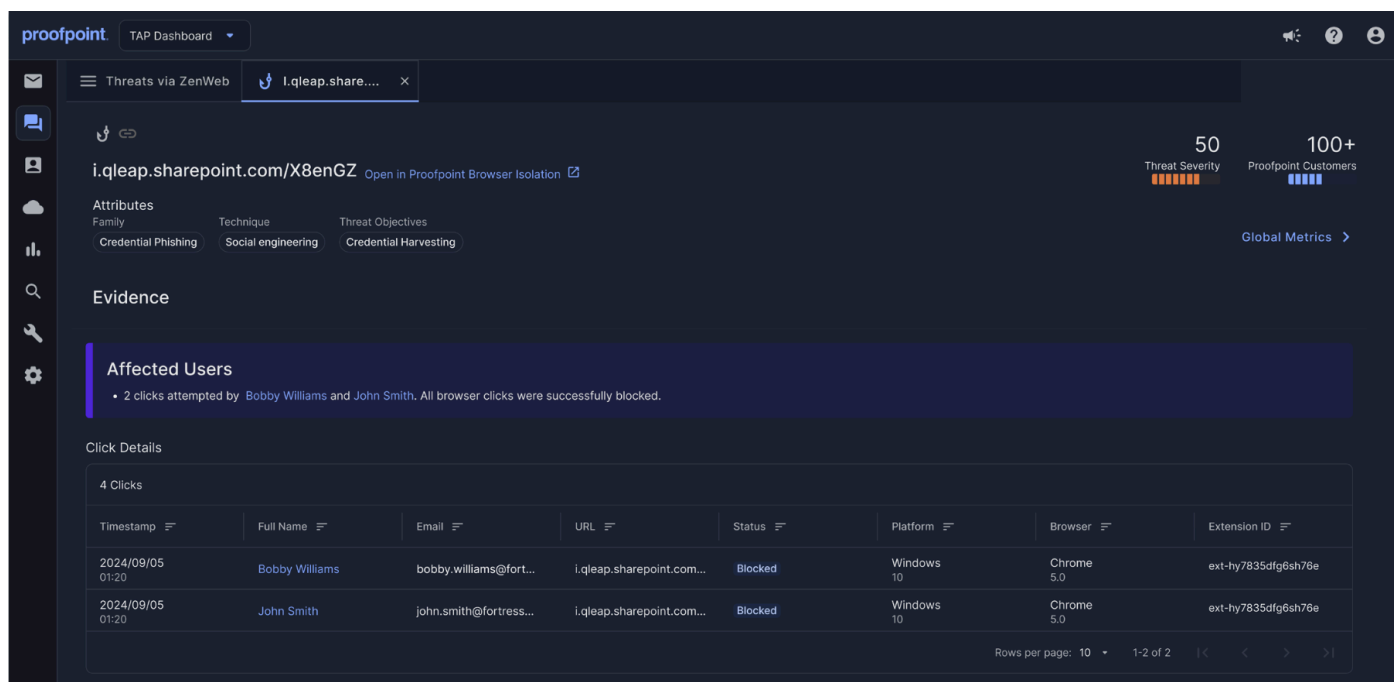 proofpoint. TAP Dashboard
Threats via ZenWeb l.qleap.share.... ×
i.qleap.sharepoint.com/X8enGZ Open in Proofpoint Browser Isolation
50 100+
Threat Severity Proofpoint Customers
Attributes
Family Technique Threat Objectives
Credential Phishing Social engineering Credential Harvesting
Global Metrics >
Evidence
Affected Users
• 2 clicks attempted by Bobby Williams and John Smith. All browser clicks were successfully blocked.
Click Details
4 Clicks
Timestamp Full Name Email URL Status Platform Browser Extension ID
2024/09/05 Bobby Williams bobby.williams@fort... i.qleap.sharepoint.com... Blocked Windows Chrome ext-hy7835dfg6sh76e
01:20 10 5.0
2024/09/05 John Smith john.smith@fortress... i.qleap.sharepoint.com... Blocked Windows Chrome ext-hy7835dfg6sh76e
01:20 10 5.0
Rows per page: 10 1-2 of 2